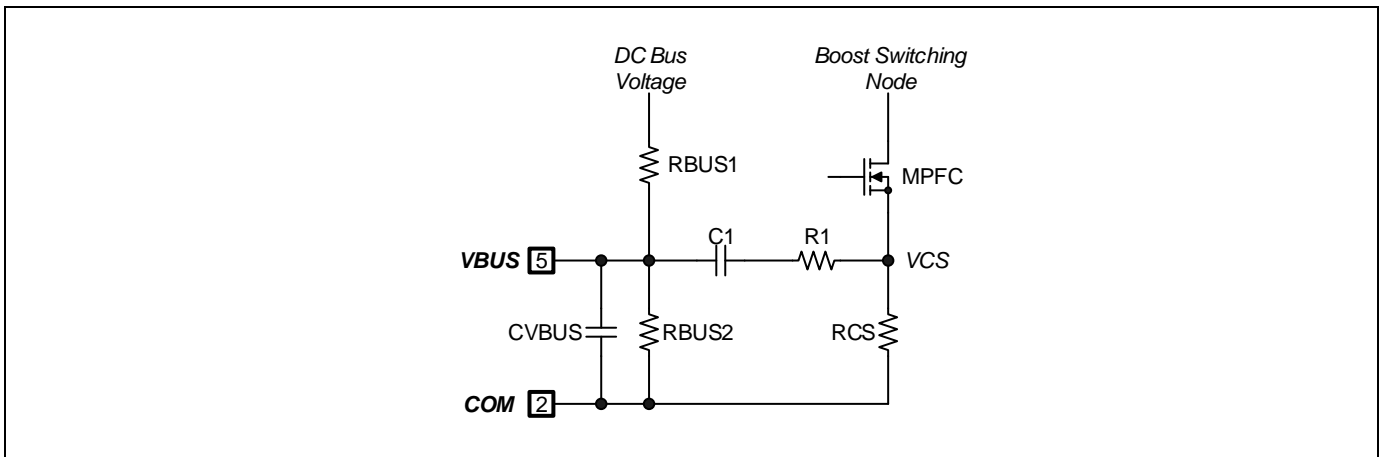 DC Bus
Voltage
Boost Switching
Node
RBUS1
MPFC
C1
R1
VBUS 5
VCS
CVBUS
RBUS2
RCS
COM 2